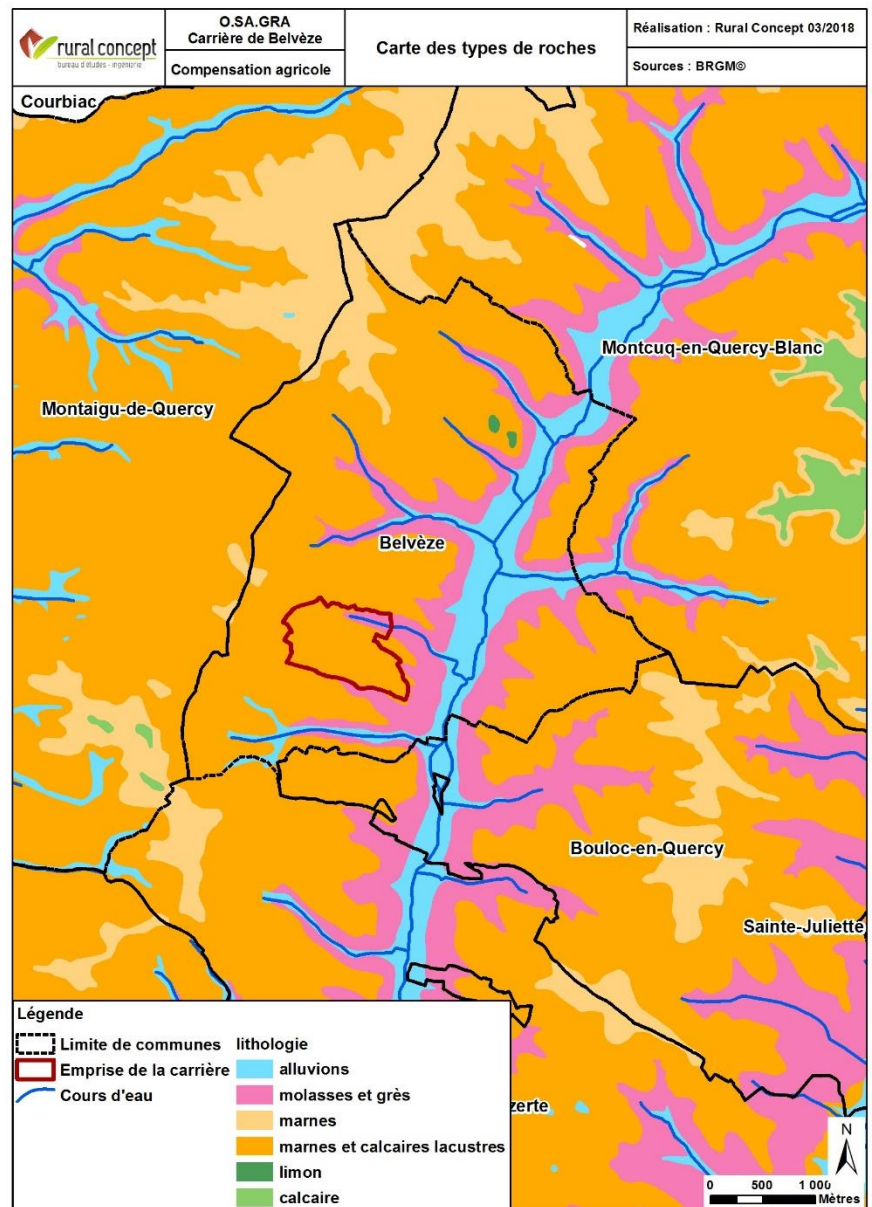 rural concept
bureau d'études - ingénierie
O.SA.GRA
Carrière de Belvèze
Compensation agricole
Carte des types de roches
Réalisation : Rural Concept 03/2018
Sources : BRGM©
Courbiac
Montcuq-en-Quercy-Blanc
Montaigu-de-Quercy
Belvèze
Bouloc-en-Quercy
Sainte-Juliette
zerte
Légende
Limite de communes
Emprise de la carrière
Cours d'eau
lithologie
alluvions
molasses et grès
marnes
marnes et calcaires lacustres
limon
calcaire
N
0 500 1 000
Mètres